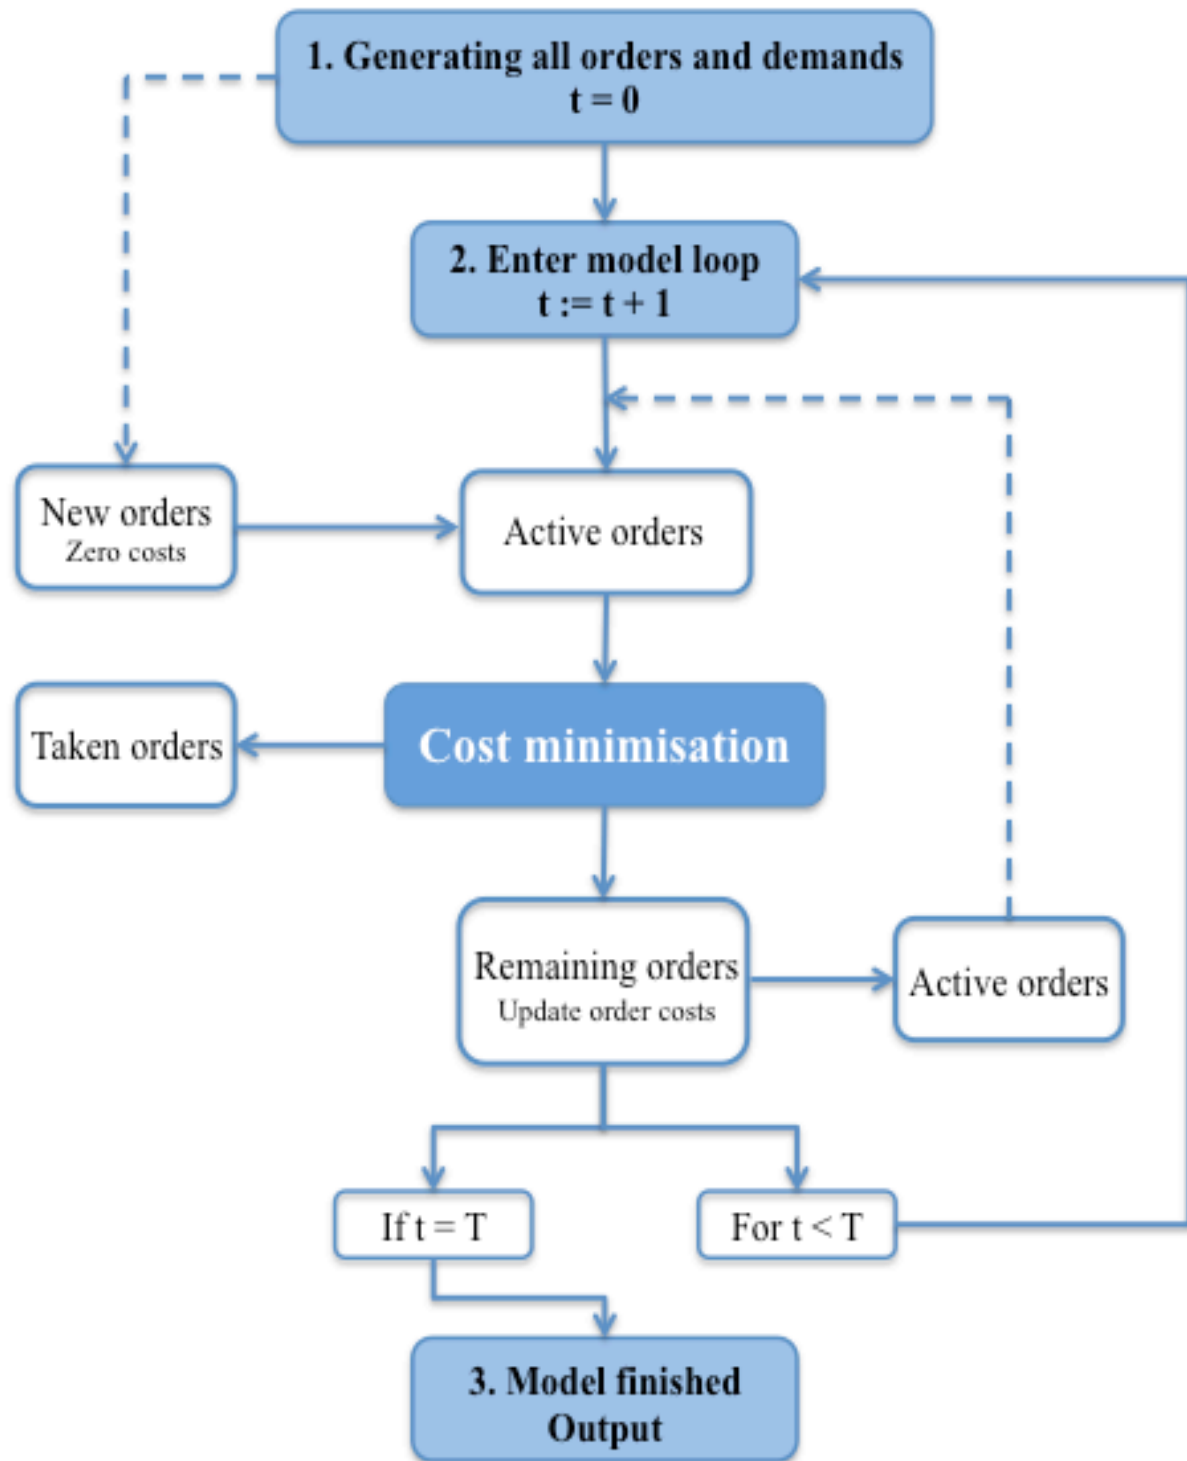 1. Generating all orders and demands
t = 0
2. Enter model loop
t := t + 1
New orders
Zero costs
Active orders
Taken orders
Cost minimisation
Remaining orders
Update order costs
Active orders
If t = T
For t < T
3. Model finished
Output